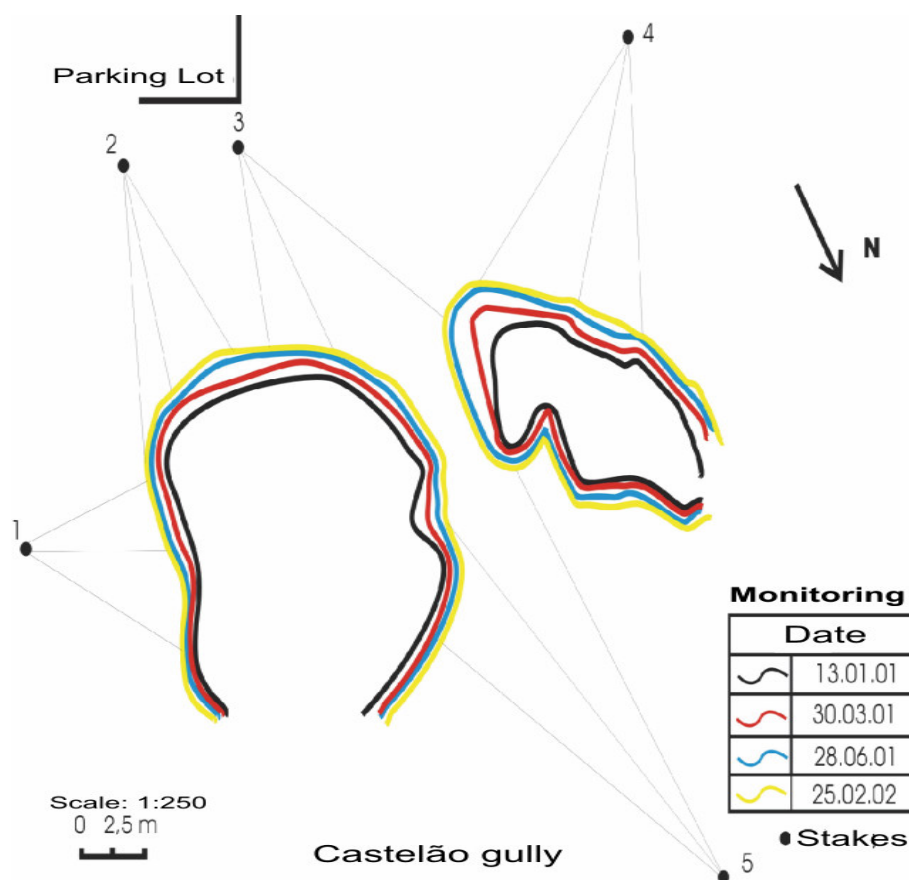 4
Parking Lot
3
2
N
1
Monitoring
Date
13.01.01
30.03.01
28.06.01
25.02.02
Scale: 1:250
0 2,5 m
Stakes
Castelão gully
5